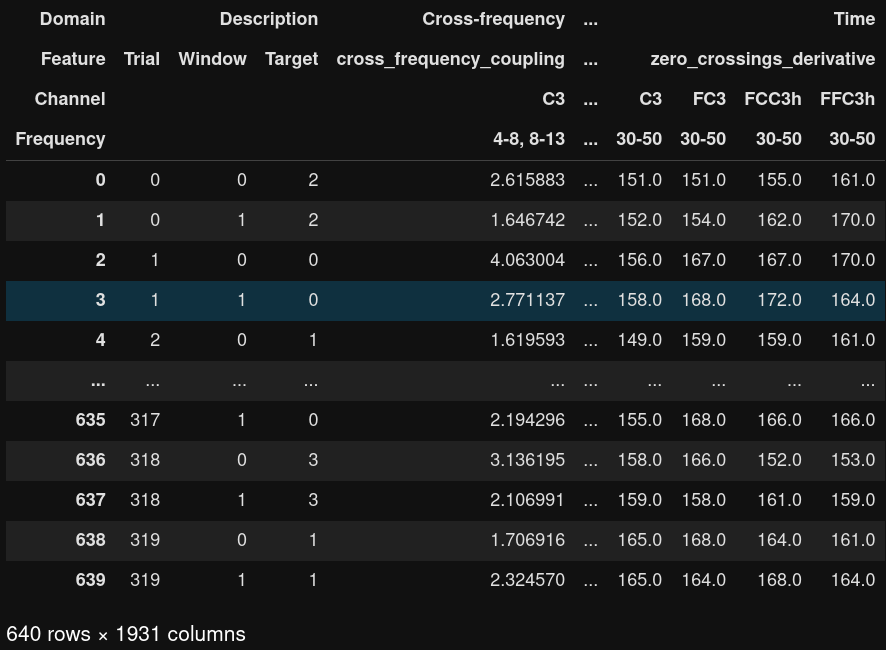 Domain Description Cross-frequency ... Time
Feature Trial Window Target cross_frequency_coupling ... zero_crossings_derivative
Channel C3 ... C3 FC3 FCC3h FFC3h
Frequency 4-8, 8-13 ... 30-50 30-50 30-50 30-50
0 0 0 2 2.615883 ... 151.0 151.0 155.0 161.0
1 0 1 2 1.646742 ... 152.0 154.0 162.0 170.0
2 1 0 0 4.063004 ... 156.0 167.0 167.0 170.0
3 1 1 0 2.771137 ... 158.0 168.0 172.0 164.0
4 2 0 1 1.619593 ... 149.0 159.0 159.0 161.0
... ... ... ... ... ... ... ... ... ...
635 317 1 0 2.194296 ... 155.0 168.0 166.0 166.0
636 318 0 3 3.136195 ... 158.0 166.0 152.0 153.0
637 318 1 3 2.106991 ... 159.0 158.0 161.0 159.0
638 319 0 1 1.706916 ... 165.0 168.0 164.0 161.0
639 319 1 1 2.324570 ... 165.0 164.0 168.0 164.0
640 rows × 1931 columns